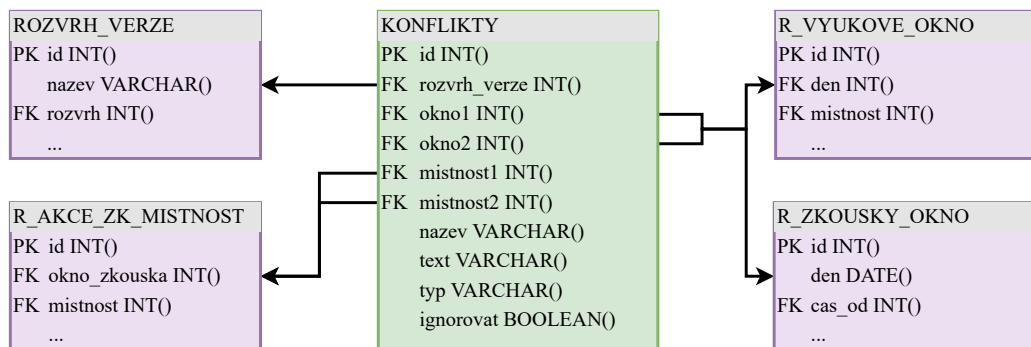 ROZVRH_VERZE
PK id INT()
nazev VARCHAR()
FK rozvrh INT()
...
R_AKCE_ZK_MISTNOST
PK id INT()
FK okno_zkouska INT()
FK mistnost INT()
...
KONFLIKTY
PK id INT()
FK rozvrh_verze INT()
FK okno1 INT()
FK okno2 INT()
FK mistnost1 INT()
FK mistnost2 INT()
nazev VARCHAR()
text VARCHAR()
typ VARCHAR()
ignorovat BOOLEAN()
R_VYUKOVE_OKNO
PK id INT()
FK den INT()
FK mistnost INT()
...
R_ZKOUSKY_OKNO
PK id INT()
den DATE()
FK cas_od INT()
...